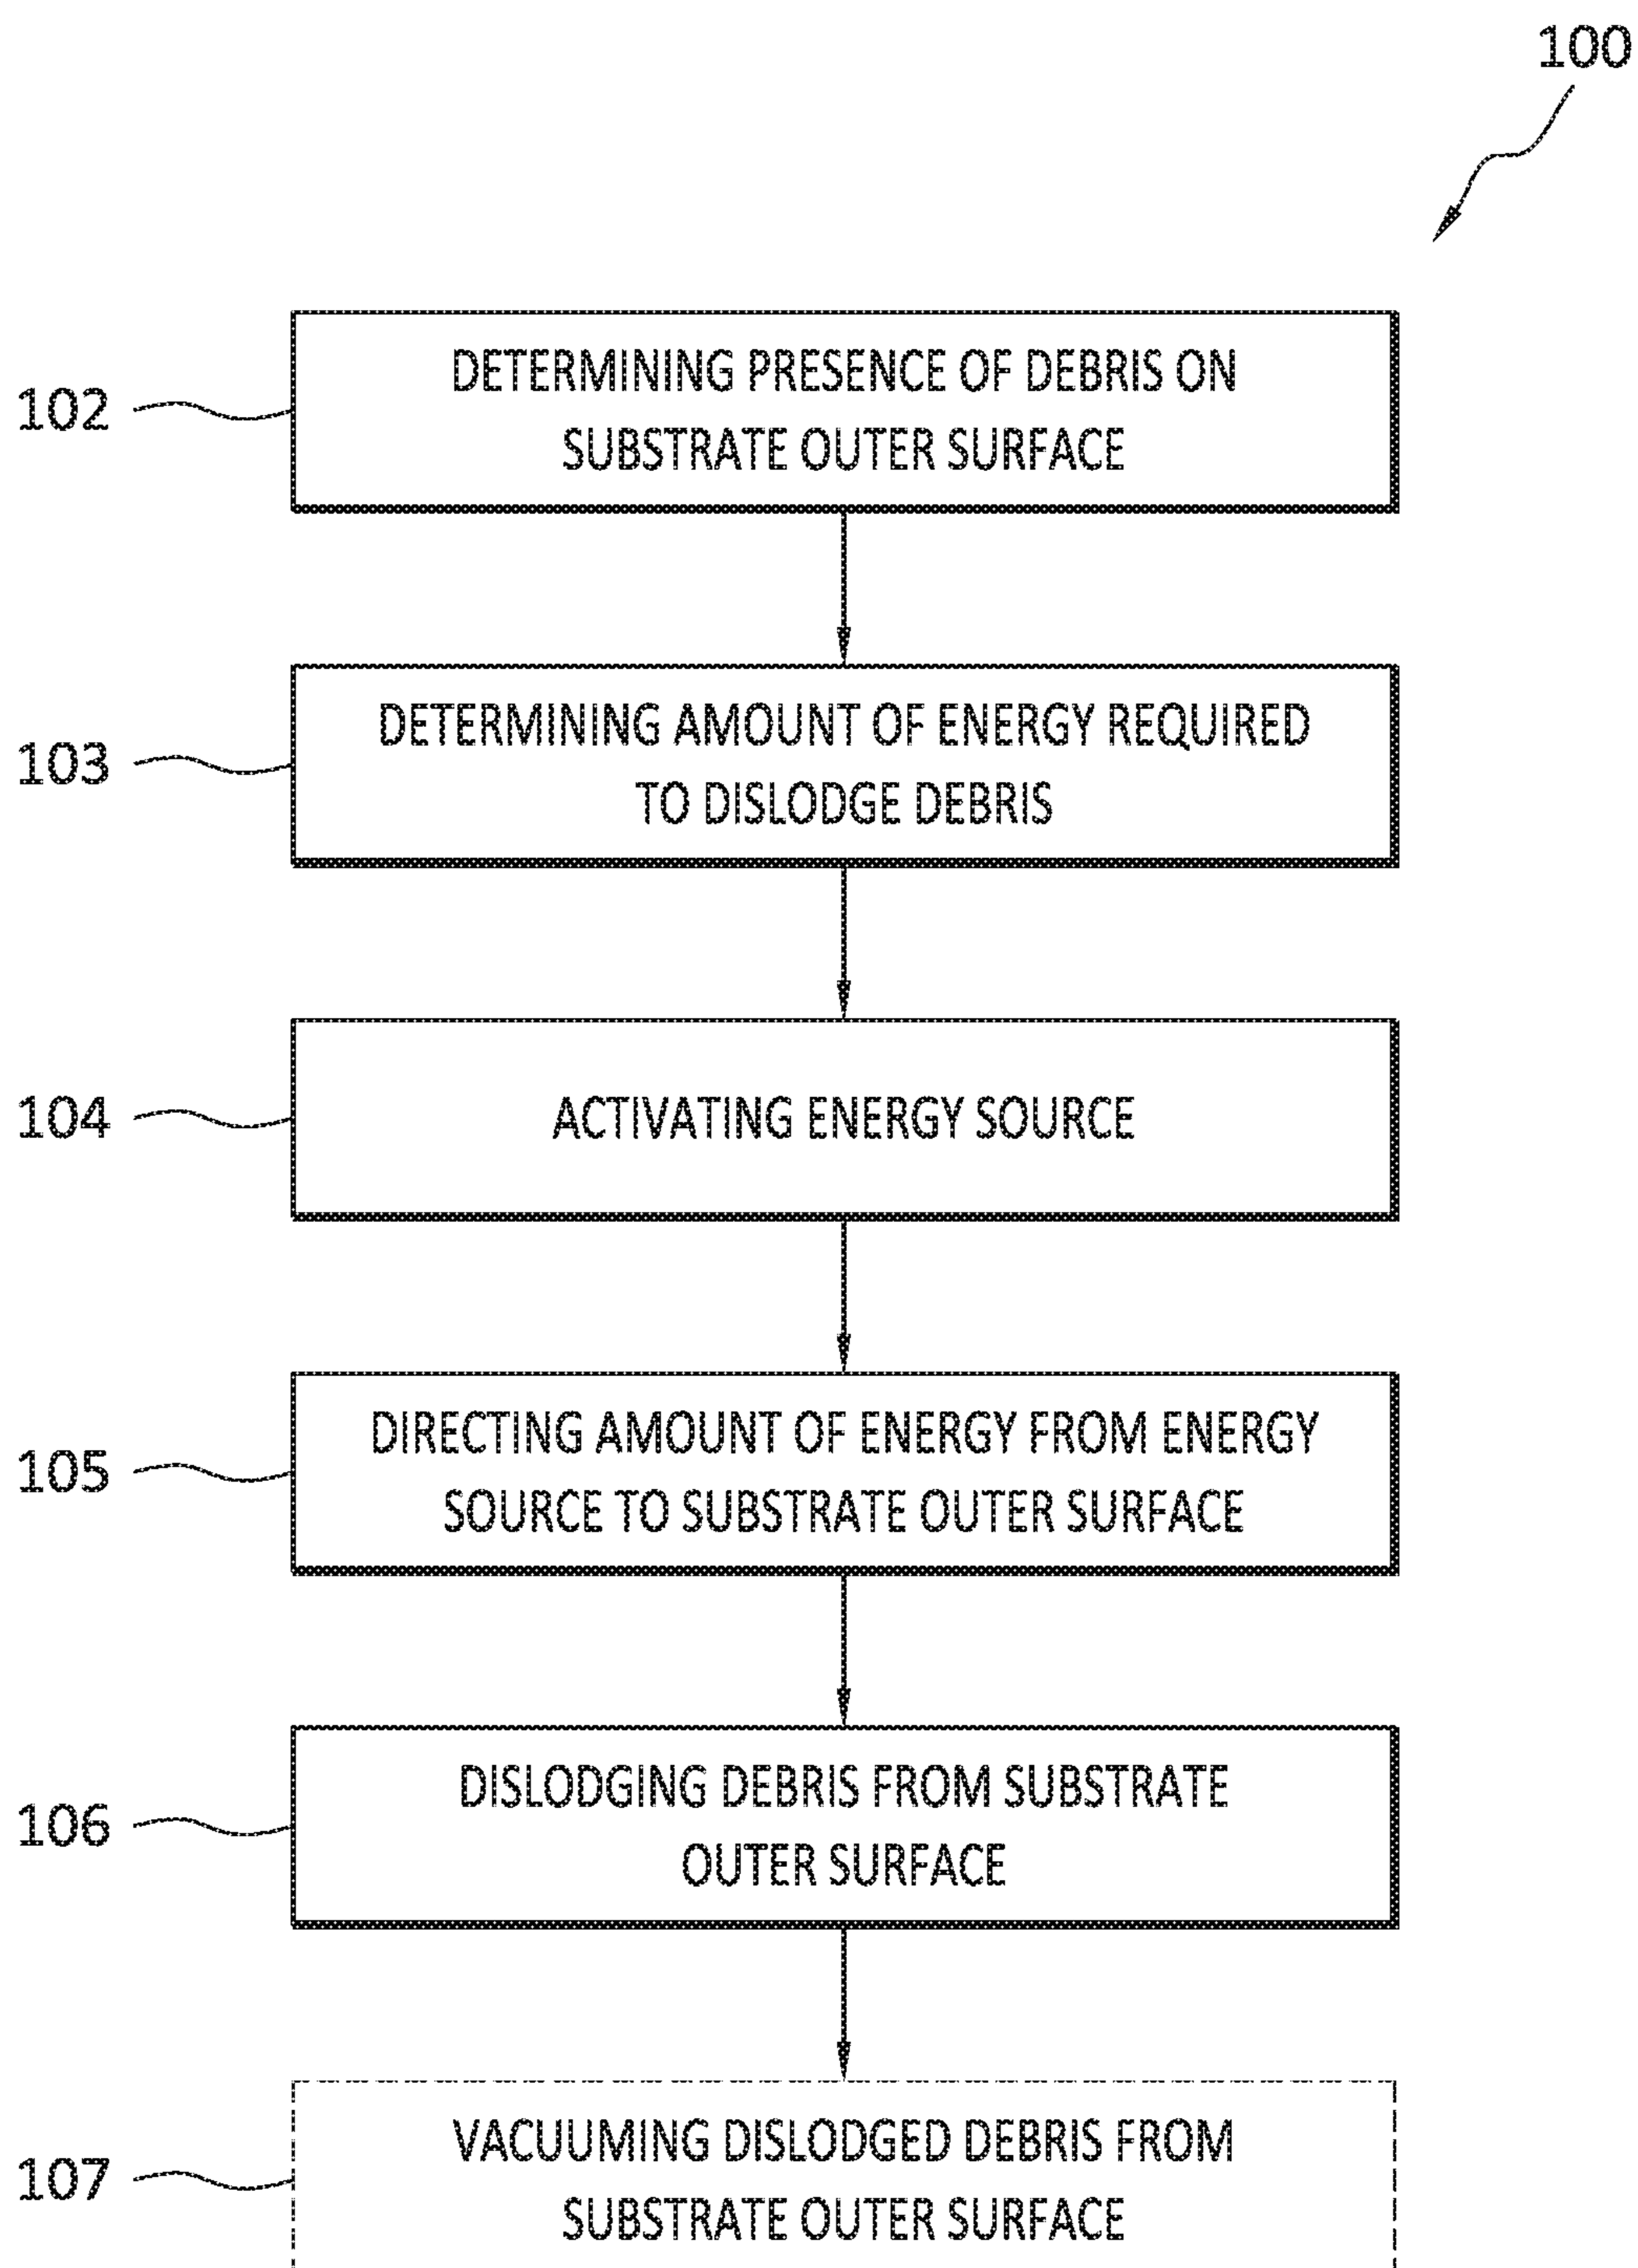 100
102
DETERMINING PRESENCE OF DEBRIS ON
SUBSTRATE OUTER SURFACE
103
DETERMINING AMOUNT OF ENERGY REQUIRED
TO DISLODGE DEBRIS
104
ACTIVATING ENERGY SOURCE
105
DIRECTING AMOUNT OF ENERGY FROM ENERGY
SOURCE TO SUBSTRATE OUTER SURFACE
106
DISLODGING DEBRIS FROM SUBSTRATE
OUTER SURFACE
107
VACUUMING DISLODGED DEBRIS FROM
SUBSTRATE OUTER SURFACE